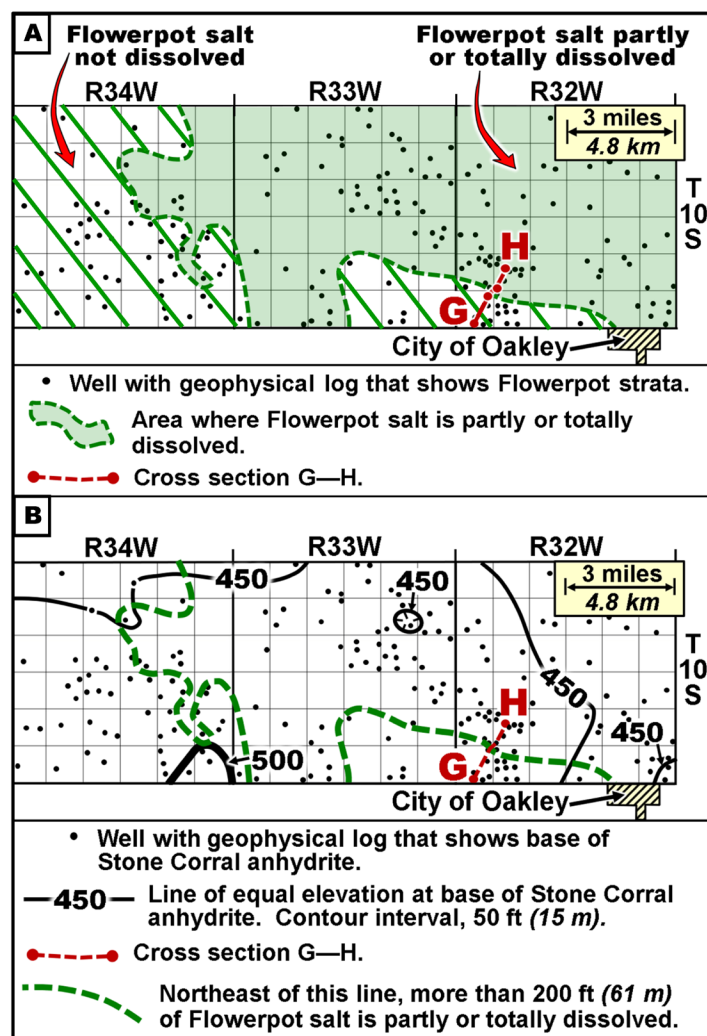 A
Flowerpot salt
not dissolved
Flowerpot salt partly
or totally dissolved
R34W
R33W
R32W
3 miles
4.8 km
T
10
S
H
G
City of Oakley
Well with geophysical log that shows Flowerpot strata.
Area where Flowerpot salt is partly or totally
dissolved.
Cross section G—H.
B
R34W
R33W
R32W
450
450
3 miles
4.8 km
T
10
S
450
H
450
500
G
City of Oakley
Well with geophysical log that shows base of
Stone Corral anhydrite.
450
Line of equal elevation at base of Stone Corral
anhydrite. Contour interval, 50 ft (15 m).
Cross section G—H.
Northeast of this line, more than 200 ft (61 m)
of Flowerpot salt is partly or totally dissolved.